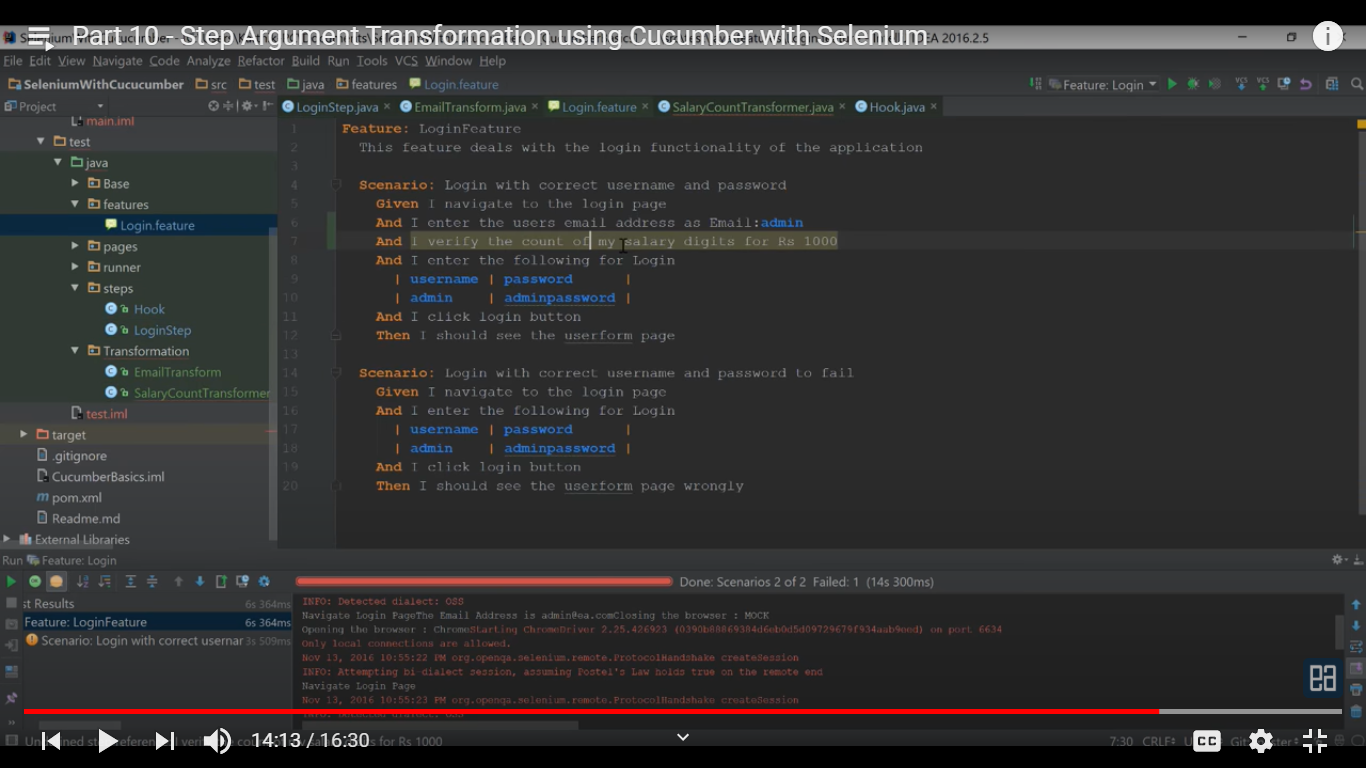 Part 10 - Step Argument Transformation using Cucumber with Selenium
EA 2016.2.5
File Edit View Navigate Code Analyze Refactor Build Run Tools VCS Window Help
SeleniumWithCucucumber src test java features Login.feature
Feature: Login
Project
LoginStep.java EmailTransform.java Login.feature SalaryCountTransformer.java Hook.java
main.iml
test
java
Base
features
Login.feature
pages
runner
steps
Hook
LoginStep
Transformation
EmailTransform
SalaryCountTransformer
test.iml
target
.gitignore
CucumberBasics.iml
pom.xml
Readme.md
External Libraries
1 Feature: LoginFeature
2 This feature deals with the login functionality of the application
3
4 Scenario: Login with correct username and password
5 Given I navigate to the login page
6 And I enter the users email address as Email:admin
7 And I verify the count of my salary digits for Rs 1000
8 And I enter the following for Login
9 | username | password |
10 | admin | adminpassword |
11 And I click login button
12 Then I should see the userform page
13
14 Scenario: Login with correct username and password to fail
15 Given I navigate to the login page
16 And I enter the following for Login
17 | username | password |
18 | admin | adminpassword |
19 And I click login button
20 Then I should see the userform page wrongly
Run Feature: Login
Done: Scenarios 2 of 2 Failed: 1 (14s 300ms)
st Results 6s 364ms
Feature: LoginFeature 6s 364ms
Scenario: Login with correct usernar 3s 509ms
INFO: Detected dialect: OSS
Navigate Login PageThe Email Address is admin@ea.comClosing the browser : MOCK
Opening the browser : ChromeStarting ChromeDriver 2.25.426923 on port 6634
Only local connections are allowed.
Nov 13, 2016 10:55:22 PM org.openqa.selenium.remote.ProtocolHandshake createSession
INFO: Attempting bi-dialect session, assuming Postel's Law holds true on the remote end
Navigate Login Page
Nov 13, 2016 10:55:23 PM org.openqa.selenium.remote.ProtocolHandshake createSession
INFO: Detected dialect: OSS
14:13 / 16:30
for Rs 1000
7:30 CRLF
CC